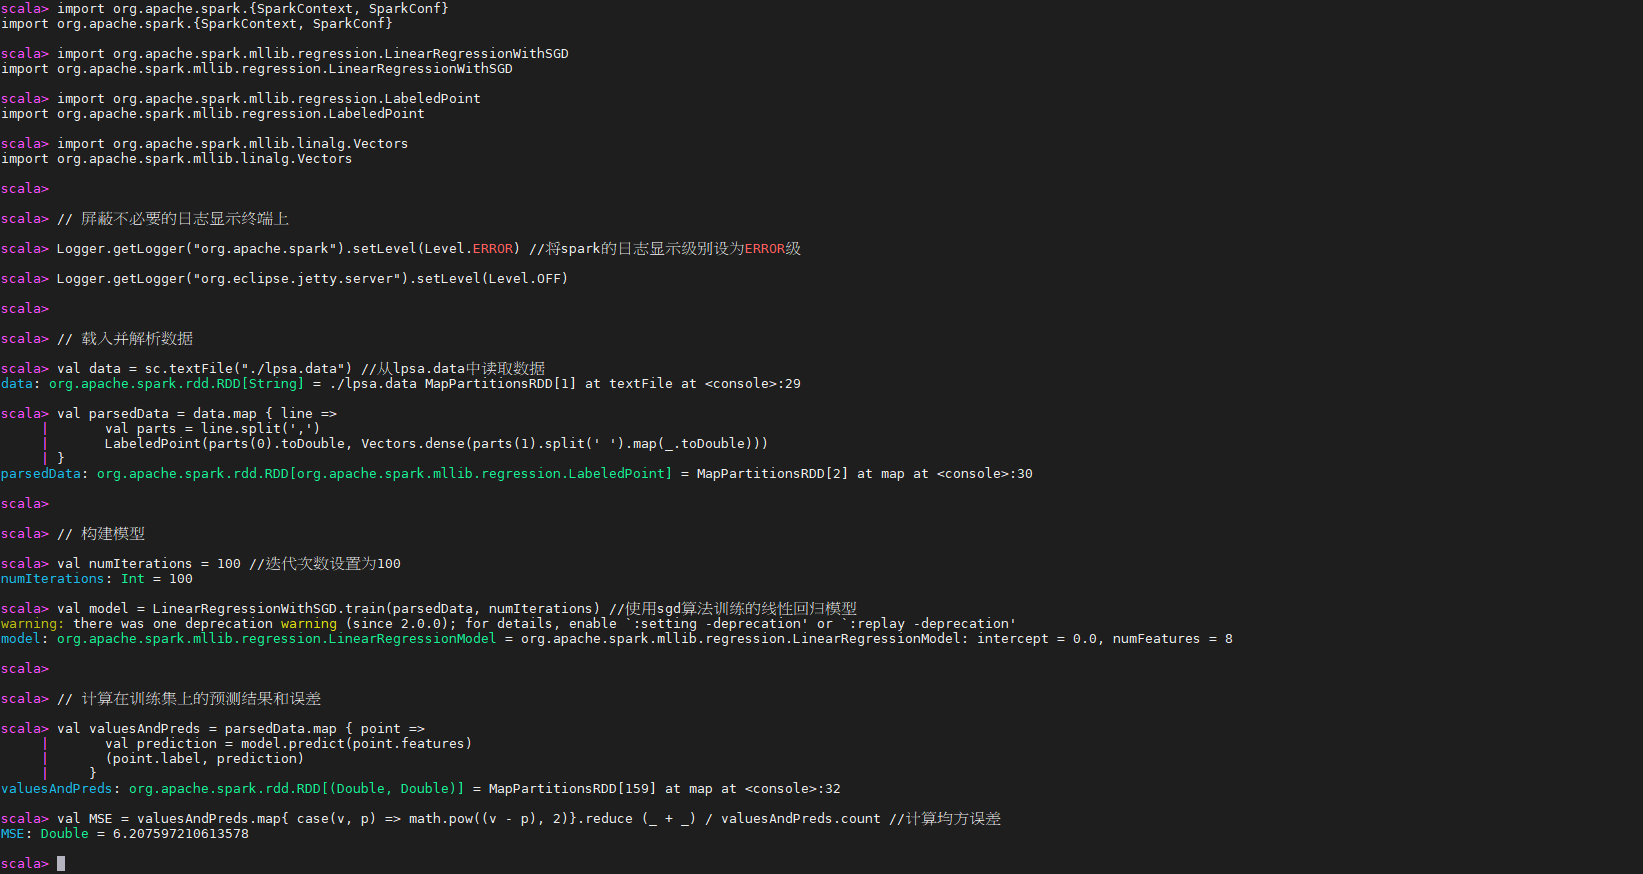 scala> import org.apache.spark.{SparkContext, SparkConf}
import org.apache.spark.{SparkContext, SparkConf}
scala> import org.apache.spark.mllib.regression.LinearRegressionWithSGD
import org.apache.spark.mllib.regression.LinearRegressionWithSGD
scala> import org.apache.spark.mllib.regression.LabeledPoint
import org.apache.spark.mllib.regression.LabeledPoint
scala> import org.apache.spark.mllib.linalg.Vectors
import org.apache.spark.mllib.linalg.Vectors
scala>
scala> // 屏蔽不必要的日志显示终端上
scala> Logger.getLogger("org.apache.spark").setLevel(Level.ERROR) //将spark的日志显示级别设为ERROR级
scala> Logger.getLogger("org.eclipse.jetty.server").setLevel(Level.OFF)
scala>
scala> // 载入并解析数据
scala> val data = sc.textFile("./lpsa.data") //从lpsa.data中读取数据
data: org.apache.spark.rdd.RDD[String] = ./lpsa.data MapPartitionsRDD[1] at textFile at <console>:29
scala> val parsedData = data.map { line =>
     |       val parts = line.split(',')
     |       LabeledPoint(parts(0).toDouble, Vectors.dense(parts(1).split(' ').map(_.toDouble)))
     | }
parsedData: org.apache.spark.rdd.RDD[org.apache.spark.mllib.regression.LabeledPoint] = MapPartitionsRDD[2] at map at <console>:30
scala>
scala> // 构建模型
scala> val numIterations = 100 //迭代次数设置为100
numIterations: Int = 100
scala> val model = LinearRegressionWithSGD.train(parsedData, numIterations) //使用sgd算法训练的线性回归模型
warning: there was one deprecation warning (since 2.0.0); for details, enable `:setting -deprecation' or `:replay -deprecation'
model: org.apache.spark.mllib.regression.LinearRegressionModel = org.apache.spark.mllib.regression.LinearRegressionModel: intercept = 0.0, numFeatures = 8
scala>
scala> // 计算在训练集上的预测结果和误差
scala> val valuesAndPreds = parsedData.map { point =>
     |       val prediction = model.predict(point.features)
     |       (point.label, prediction)
     |     }
valuesAndPreds: org.apache.spark.rdd.RDD[(Double, Double)] = MapPartitionsRDD[159] at map at <console>:32
scala> val MSE = valuesAndPreds.map{ case(v, p) => math.pow((v - p), 2)}.reduce (_ + _) / valuesAndPreds.count //计算均方误差
MSE: Double = 6.207597210613578
scala>